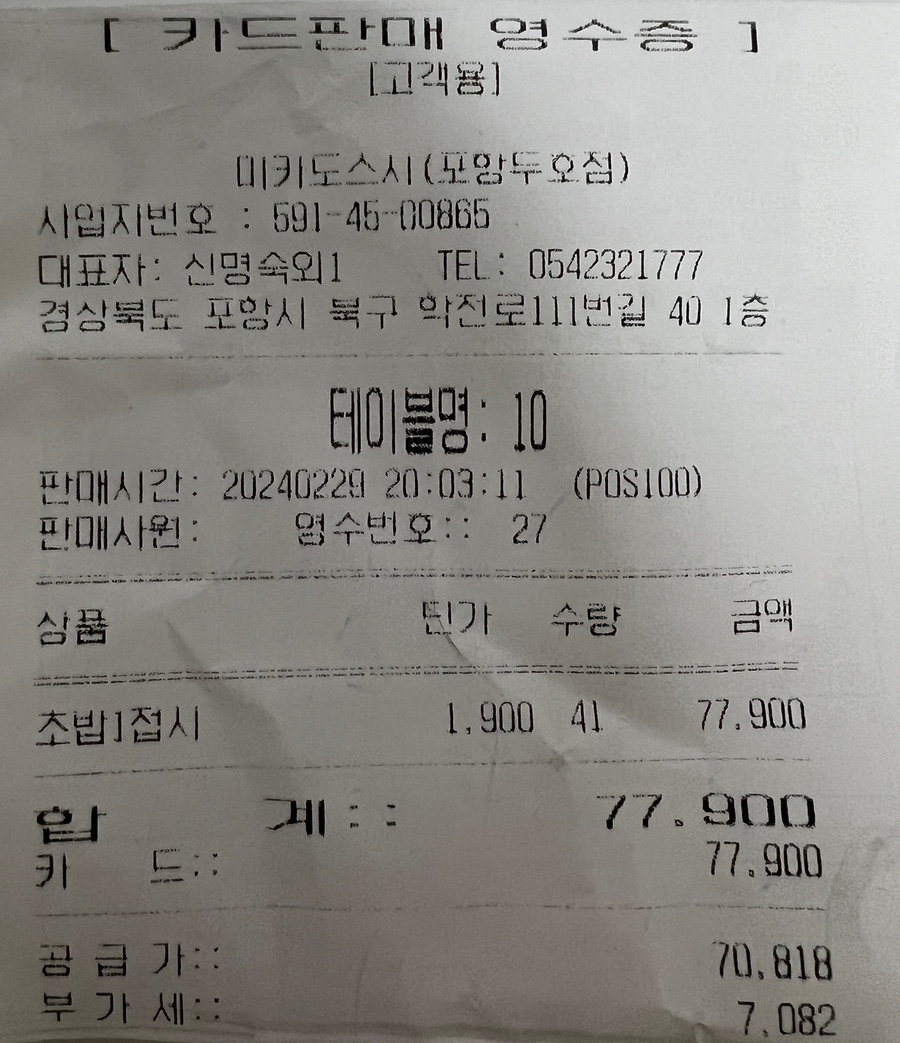 [ 카드판매 영수증 ]
[고객용]
미카도스시(포항두호점)
사업자번호 : 591-45-00865
대표자: 신명숙외1 TEL: 0542321777
경상북도 포항시 북구 학전로111번길 40 1층
테이블명: 10
판매시간: 20240229 20:03:11 (POS100)
판매사원: 영수번호:: 27
상품 단가 수량 금액
초밥1접시 1,900 41 77,900
합 계:: 77,900
카 드:: 77,900
공 급 가:: 70,818
부 가 세:: 7,082